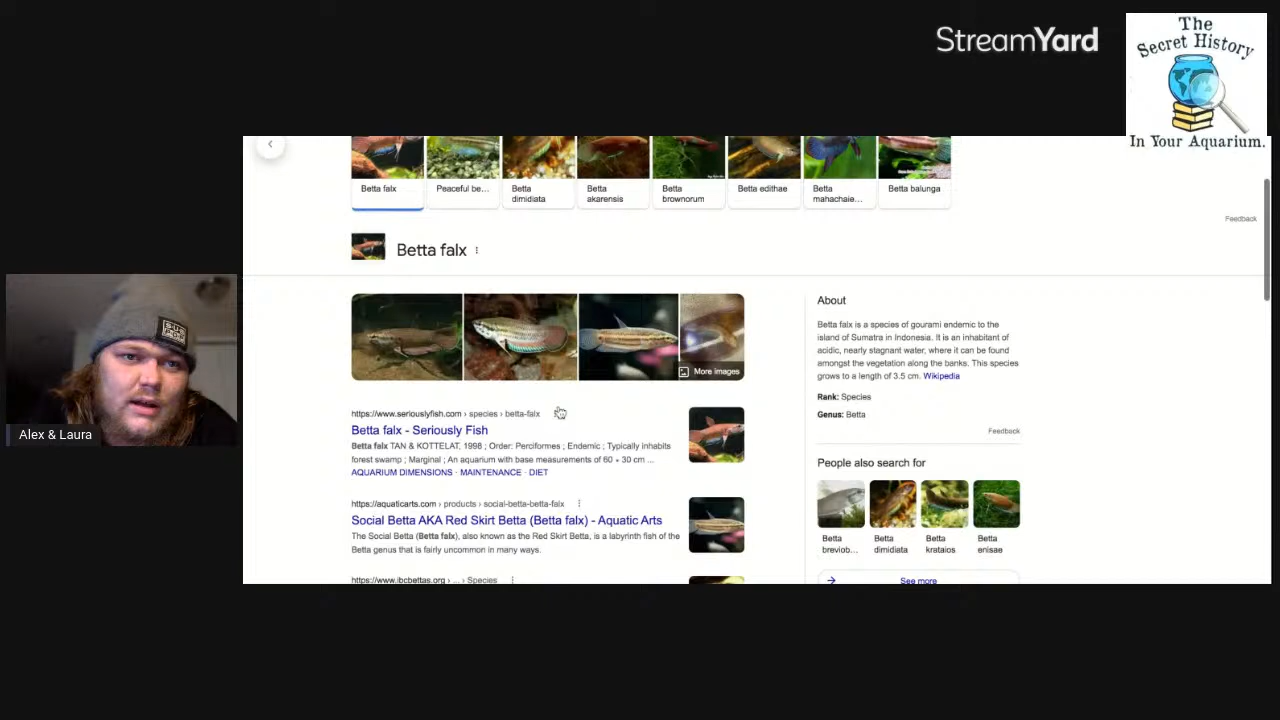 StreamYard
The
Secret History
In Your Aquarium.
Betta falx
Peaceful be...
Betta
dimidiata
Betta
akarensis
Betta
brownorum
Betta edithae
Betta
mahachaie...
Betta balunga
Feedback
Betta falx
More images
About
Betta falx is a species of gourami endemic to the
island of Sumatra in Indonesia. It is an inhabitant of
acidic, nearly stagnant water, where it can be found
amongst the vegetation along the banks. This species
grows to a length of 3.5 cm. Wikipedia
Rank: Species
Genus: Betta
Feedback
https://www.seriouslyfish.com › species › betta-falx
Betta falx - Seriously Fish
Betta falx TAN & KOTTELAT, 1998 ; Order: Perciformes ; Endemic ; Typically inhabits
forest swamp ; Marginal ; An aquarium with base measurements of 60 ∗ 30 cm ...
AQUARIUM DIMENSIONS · MAINTENANCE · DIET
https://aquaticarts.com › products › social-betta-betta-falx
Social Betta AKA Red Skirt Betta (Betta falx) - Aquatic Arts
The Social Betta (Betta falx), also known as the Red Skirt Betta, is a labyrinth fish of the
Betta genus that is fairly uncommon in many ways.
https://www.ibcbettas.org › ... › Species
People also search for
Betta
breviob...
Betta
dimidiata
Betta
krataios
Betta
enisae
See more
Alex & Laura